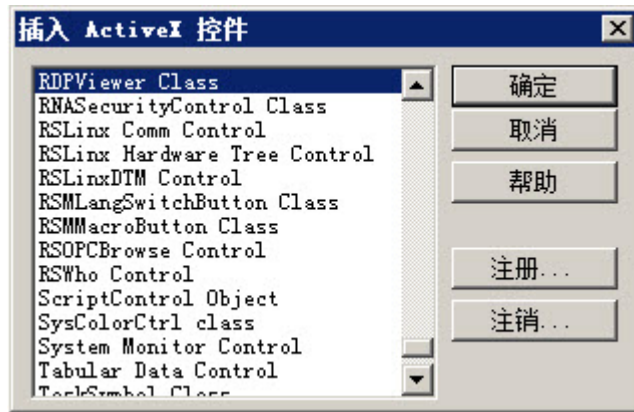 插入 ActiveX 控件
RDPViewer Class
RNASecurityControl Class
RSLinx Comm Control
RSLinx Hardware Tree Control
RSLinxDTM Control
RSMLangSwitchButton Class
RSMMacroButton Class
RSOPCBrowse Control
RSWho Control
ScriptControl Object
SysColorCtrl class
System Monitor Control
Tabular Data Control
TaskSymbol Class
确定
取消
帮助
注册...
注销...